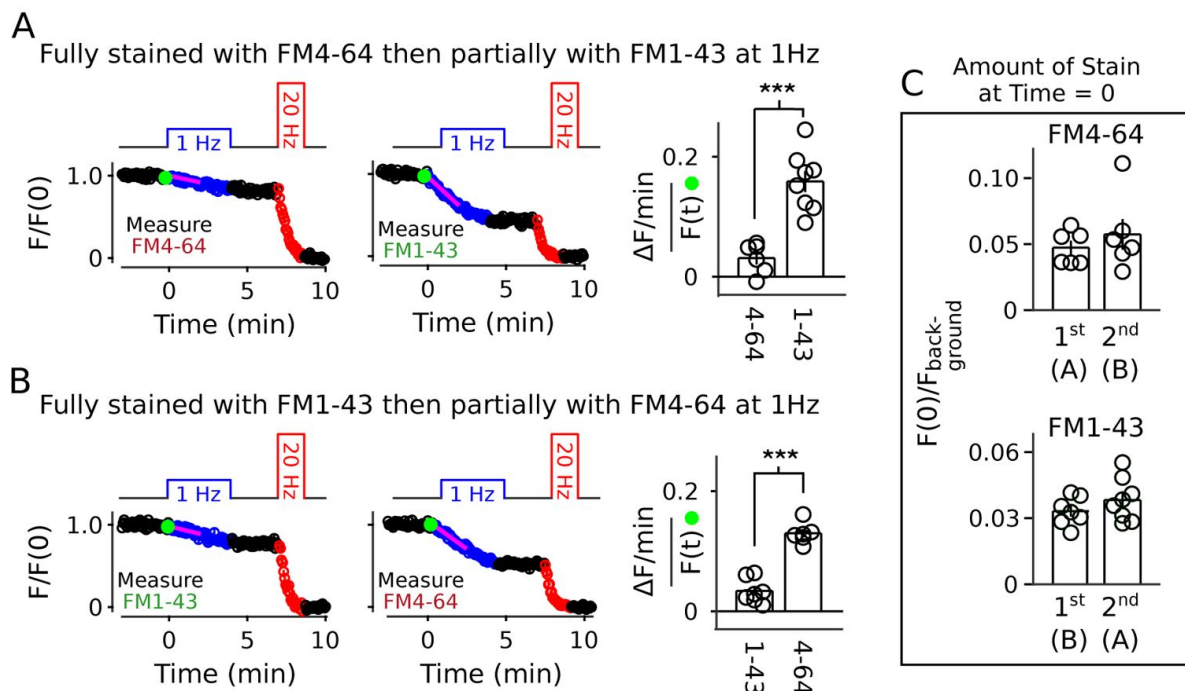 A
Fully stained with FM4-64 then partially with FM1-43 at 1Hz
1 Hz
20 Hz
F/F(0)
1.0
0
Measure
FM4-64
0
5
10
Time (min)
1 Hz
20 Hz
Measure
FM1-43
0
5
10
Time (min)
***
ΔF/min
F(t)
0.2
0
4-64
1-43
B
Fully stained with FM1-43 then partially with FM4-64 at 1Hz
1 Hz
20 Hz
F/F(0)
1.0
0
Measure
FM1-43
0
5
10
Time (min)
1 Hz
20 Hz
Measure
FM4-64
0
5
10
Time (min)
***
ΔF/min
F(t)
0.2
0
1-43
4-64
C
Amount of Stain
at Time = 0
F(0)/Fback-
ground
FM4-64
0.10
0.05
0
1st
2nd
(A)
(B)
FM1-43
0.06
0.03
0
1st
2nd
(B)
(A)